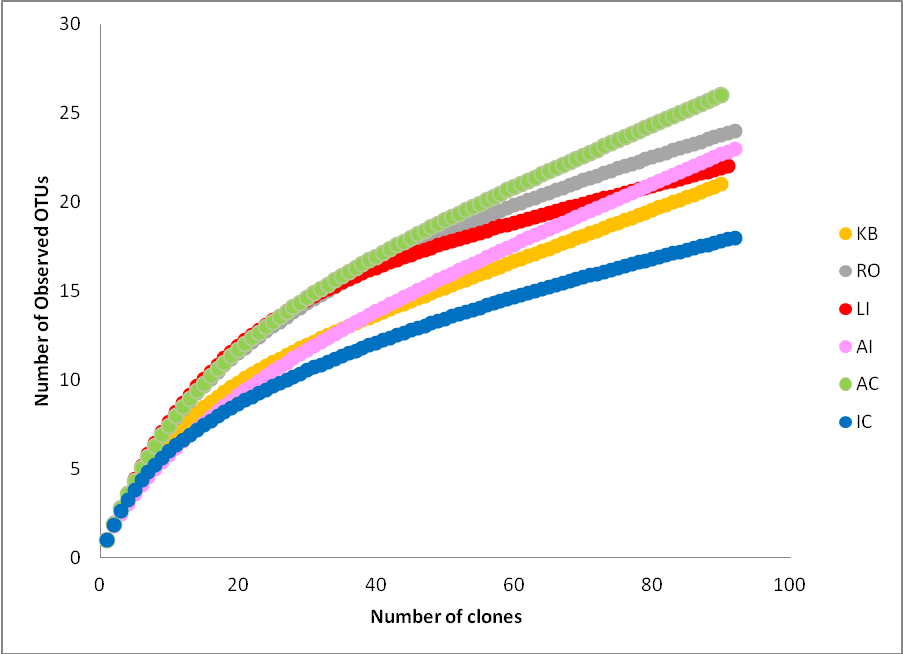 30
25
20
15
10
5
0
Number of Observed OTUs
0 20 40 60 80 100
Number of clones
KB
RO
LI
AI
AC
IC